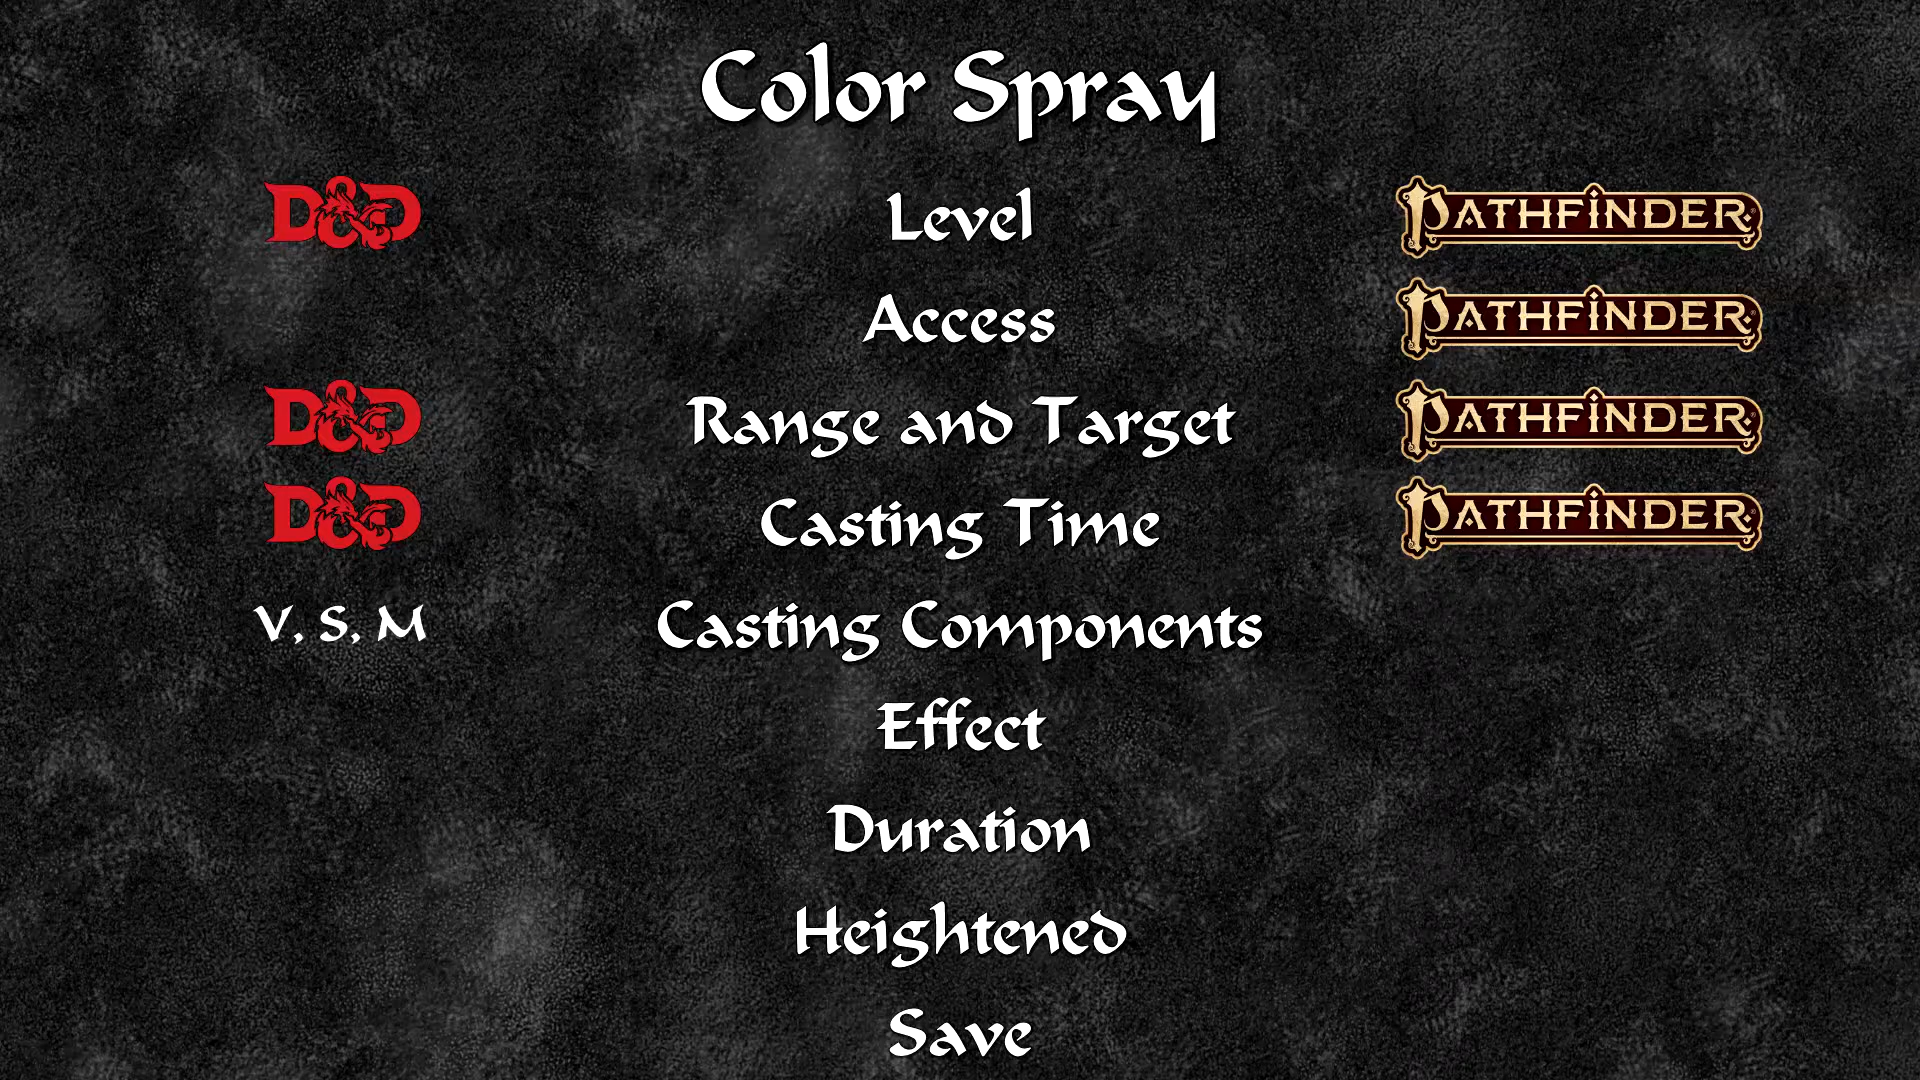 Color Spray
D&D Level PATHFINDER
Access PATHFINDER
D&D Range and Target PATHFINDER
D&D Casting Time PATHFINDER
V, S, M Casting Components
Effect
Duration
Heightened
Save